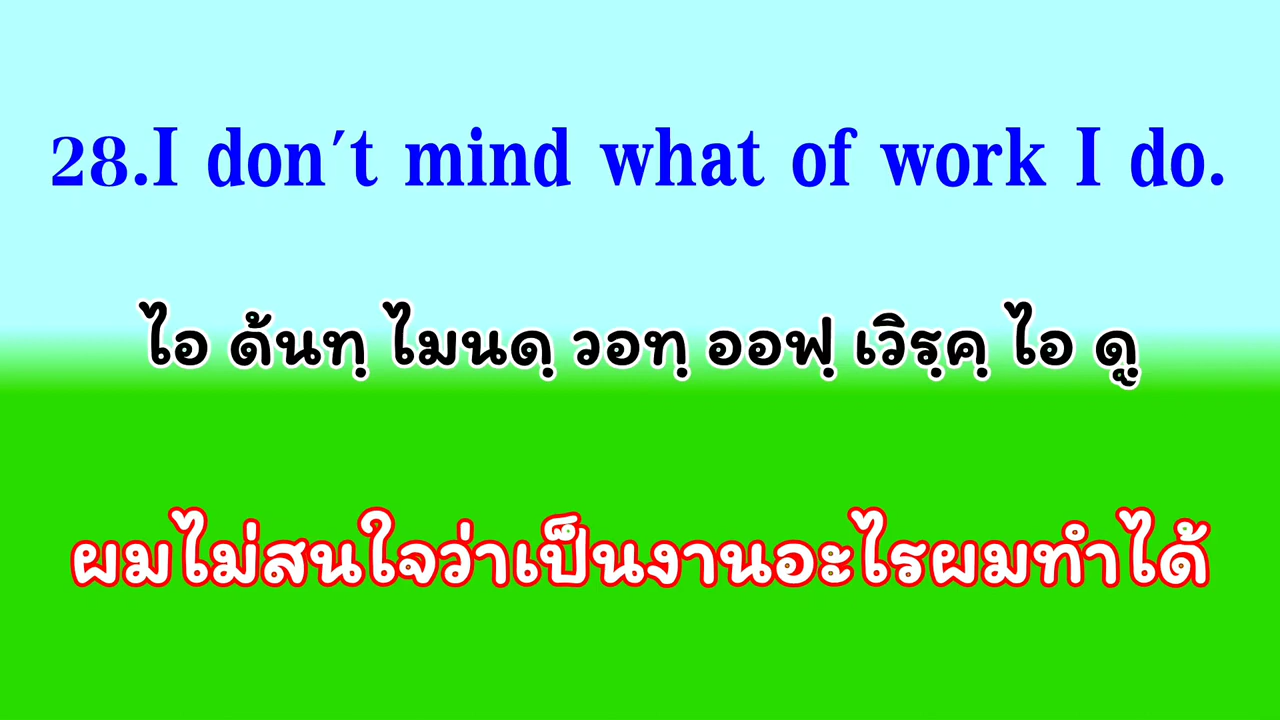 28.I don′t mind what of work I do.
ไอ ด้นทฺ ไมนดฺ วอทฺ ออฟฺ เวิรฺคฺ ไอ ดฺู
ผมไม่สนใจว่าเป็นงานอะไรผมทำได้